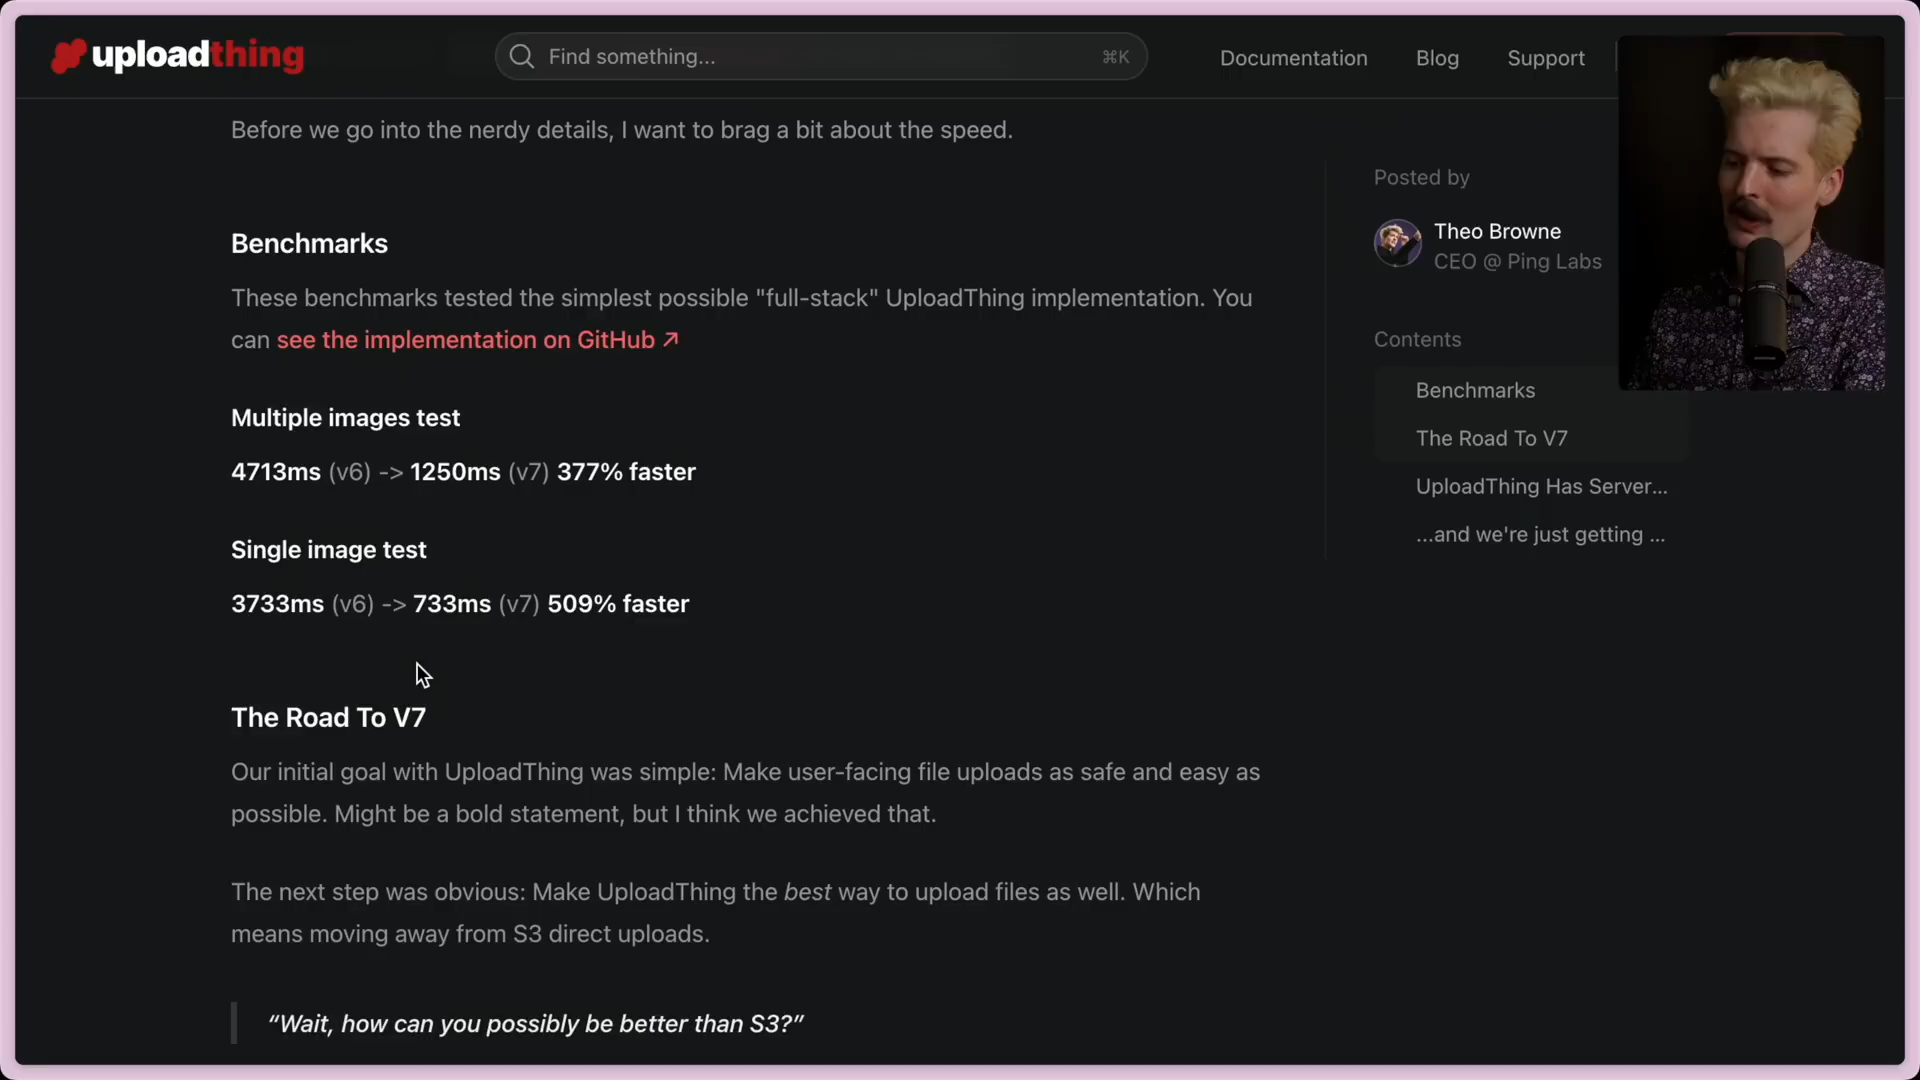 uploadthing
Find something...
⌘K
Documentation
Blog
Support
Before we go into the nerdy details, I want to brag a bit about the speed.
Benchmarks
These benchmarks tested the simplest possible "full-stack" UploadThing implementation. You
can see the implementation on GitHub ↗
Multiple images test
4713ms (v6) -> 1250ms (v7) 377% faster
Single image test
3733ms (v6) -> 733ms (v7) 509% faster
The Road To V7
Our initial goal with UploadThing was simple: Make user-facing file uploads as safe and easy as
possible. Might be a bold statement, but I think we achieved that.
The next step was obvious: Make UploadThing the best way to upload files as well. Which
means moving away from S3 direct uploads.
“Wait, how can you possibly be better than S3?”
Posted by
Theo Browne
CEO @ Ping Labs
Contents
Benchmarks
The Road To V7
UploadThing Has Server...
...and we're just getting ...